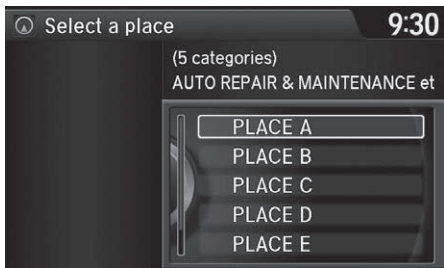 Select a place
9:30
(5 categories)
AUTO REPAIR & MAINTENANCE et
PLACE A
PLACE B
PLACE C
PLACE D
PLACE E